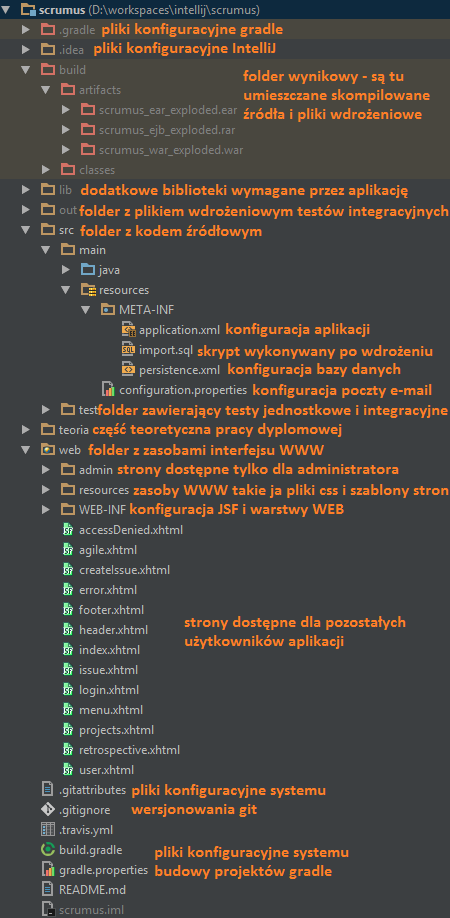 scrumus (D:\workspaces\intellij\scrumus)
.gradle pliki konfiguracyjne gradle
.idea pliki konfiguracyjne IntelliJ
build
folder wynikowy - są tu
artifacts umieszczane skompilowane
scrumus_ear_exploded.ear źródła i pliki wdrożeniowe
scrumus_ejb_exploded.rar
scrumus_war_exploded.war
classes
lib dodatkowe biblioteki wymagane przez aplikację
out folder z plikiem wdrożeniowym testów integracyjnych
src folder z kodem źródłowym
main
java
resources
META-INF
application.xml konfiguracja aplikacji
import.sql skrypt wykonywany po wdrożeniu
persistence.xml konfiguracja bazy danych
configuration.properties konfiguracja poczty e-mail
test folder zawierający testy jednostkowe i integracyjne
teoria część teoretyczna pracy dyplomowej
web folder z zasobami interfejsu WWW
admin strony dostępne tylko dla administratora
resources zasoby WWW takie ja pliki css i szablony stron
WEB-INF konfiguracja JSF i warstwy WEB
accessDenied.xhtml
agile.xhtml
createIssue.xhtml
error.xhtml
footer.xhtml
header.xhtml strony dostępne dla pozostałych
index.xhtml użytkowników aplikacji
issue.xhtml
login.xhtml
menu.xhtml
projects.xhtml
retrospective.xhtml
user.xhtml
.gitattributes pliki konfiguracyjne systemu
.gitignore wersjonowania git
.travis.yml
build.gradle pliki konfiguracyjne systemu
gradle.properties budowy projektów gradle
README.md
scrumus.iml